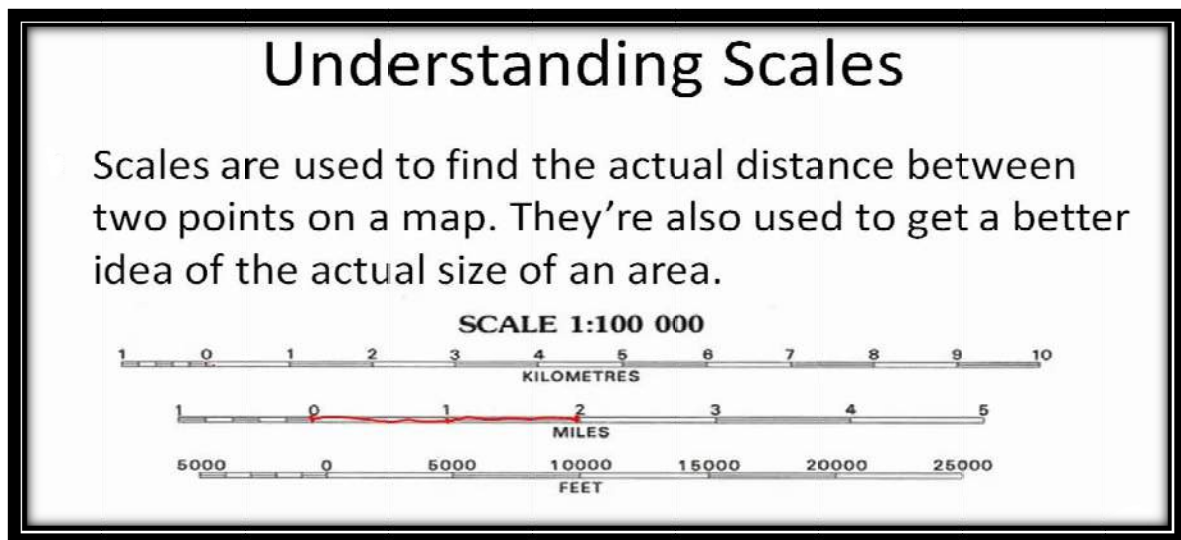 Understanding Scales
Scales are used to find the actual distance between
two points on a map. They’re also used to get a better
idea of the actual size of an area.
SCALE 1:100 000
1 0 1 2 3 4 5 6 7 8 9 10
KILOMETRES
1 0 1 2 3 4 5
MILES
5000 0 5000 10000 15000 20000 25000
FEET